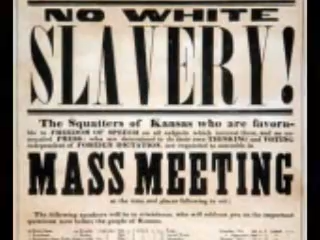 NO WHITE
SLAVERY!
The Squatters of Kansas who are favora-
ble to FREEDOM OF SPEECH on all subjects which interest them, and an un-
muzzled PRESS; who are determined to do their own THINKING and VOTING
independent of FOREIGN DICTATION, are requested to assemble in
MASS MEETING
at the time and places following to wit:
The following speakers will be in attendance, who will address you on the important
questions now before the people of Kansas.